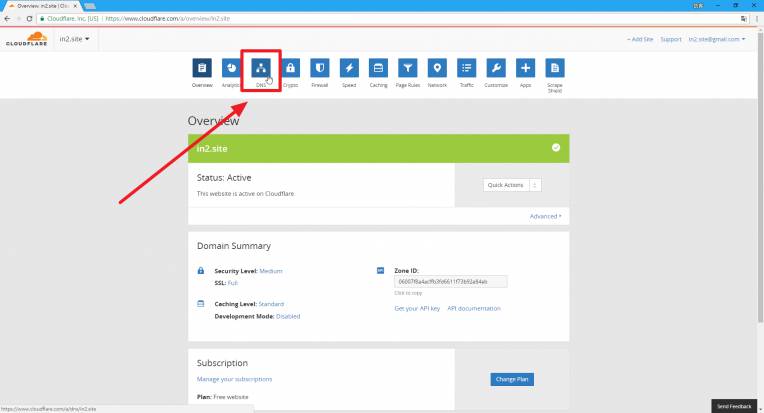 Overview: in2.site | Clou
Cloudflare, Inc. [US] https://www.cloudflare.com/a/overview/in2.site
CLOUDFLARE
in2.site
+ Add Site Support in2.site@gmail.com
Overview Analytics DNS Crypto Firewall Speed Caching Page Rules Network Traffic Customize Apps Scrape Shield
Overview
in2.site
Status: Active
This website is active on Cloudflare.
Quick Actions
Advanced
Domain Summary
Security Level: Medium
SSL: Full
Caching Level: Standard
Development Mode: Disabled
Zone ID:
Click to copy
Get your API key API documentation
Subscription
Manage your subscriptions
Plan: Free website
Change Plan
https://www.cloudflare.com/a/dns/in2.site
Send Feedback